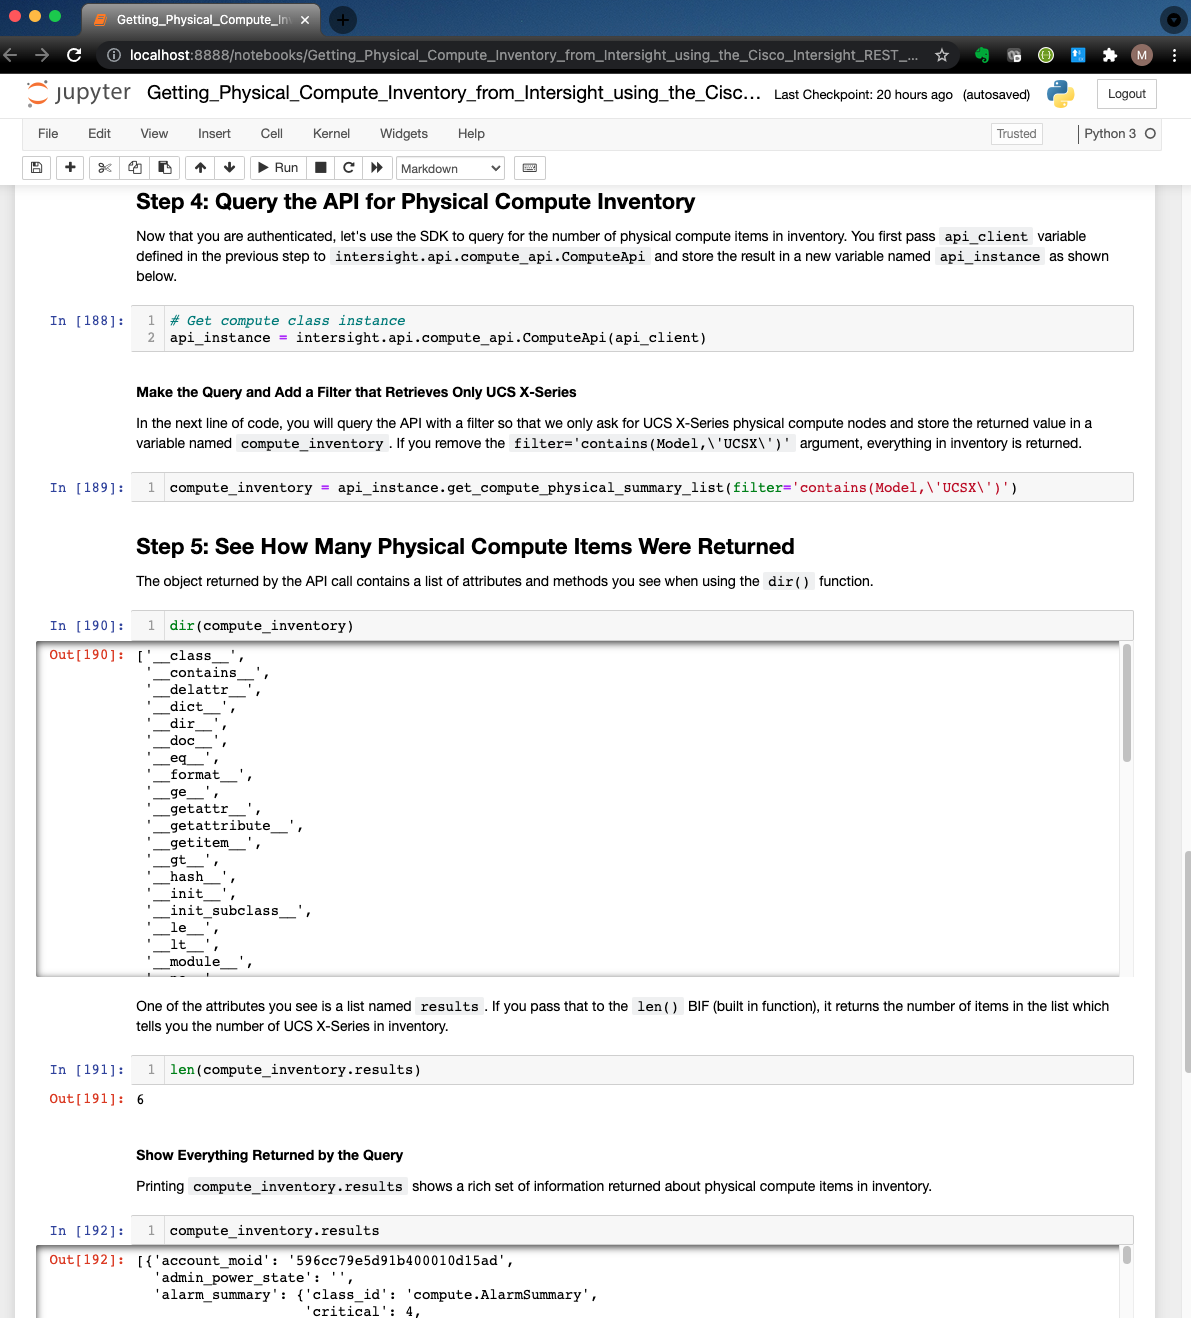 Getting_Physical_Compute_In
localhost:8888/notebooks/Getting_Physical_Compute_Inventory_from_Intersight_using_the_Cisco_Intersight_REST_...
M
jupyter Getting_Physical_Compute_Inventory_from_Intersight_using_the_Cisc... Last Checkpoint: 20 hours ago (autosaved) Logout
File Edit View Insert Cell Kernel Widgets Help Trusted Python 3
Run Markdown
Step 4: Query the API for Physical Compute Inventory
Now that you are authenticated, let's use the SDK to query for the number of physical compute items in inventory. You first pass api_client variable
defined in the previous step to intersight.api.compute_api.ComputeApi and store the result in a new variable named api_instance as shown
below.
In [188]: 1 # Get compute class instance
2 api_instance = intersight.api.compute_api.ComputeApi(api_client)
Make the Query and Add a Filter that Retrieves Only UCS X-Series
In the next line of code, you will query the API with a filter so that we only ask for UCS X-Series physical compute nodes and store the returned value in a
variable named compute_inventory. If you remove the filter='contains(Model,\'UCSX\')' argument, everything in inventory is returned.
In [189]: 1 compute_inventory = api_instance.get_compute_physical_summary_list(filter='contains(Model,\'UCSX\')')
Step 5: See How Many Physical Compute Items Were Returned
The object returned by the API call contains a list of attributes and methods you see when using the dir() function.
In [190]: 1 dir(compute_inventory)
Out[190]: ['__class__',
'__contains__',
'__delattr__',
'__dict__',
'__dir__',
'__doc__',
'__eq__',
'__format__',
'__ge__',
'__getattr__',
'__getattribute__',
'__getitem__',
'__gt__',
'__hash__',
'__init__',
'__init_subclass__',
'__le__',
'__lt__',
'__module__',
One of the attributes you see is a list named results. If you pass that to the len() BIF (built in function), it returns the number of items in the list which
tells you the number of UCS X-Series in inventory.
In [191]: 1 len(compute_inventory.results)
Out[191]: 6
Show Everything Returned by the Query
Printing compute_inventory.results shows a rich set of information returned about physical compute items in inventory.
In [192]: 1 compute_inventory.results
Out[192]: [{'account_moid': '596cc79e5d91b400010d15ad',
'admin_power_state': '',
'alarm_summary': {'class_id': 'compute.AlarmSummary',
'critical': 4,